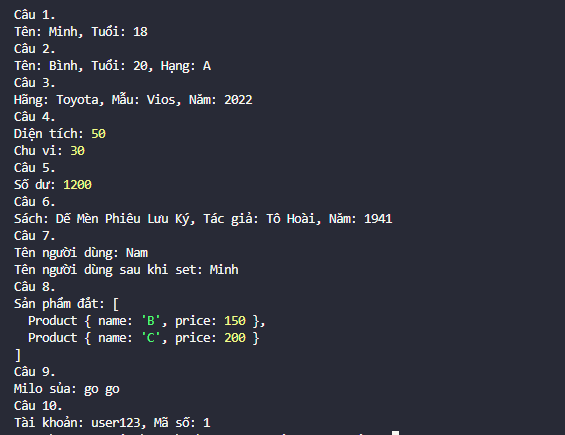 Câu 1.
Tên: Minh, Tuổi: 18
Câu 2.
Tên: Bình, Tuổi: 20, Hạng: A
Câu 3.
Hãng: Toyota, Mẫu: Vios, Năm: 2022
Câu 4.
Diện tích: 50
Chu vi: 30
Câu 5.
Số dư: 1200
Câu 6.
Sách: Dế Mèn Phiêu Lưu Ký, Tác giả: Tô Hoài, Năm: 1941
Câu 7.
Tên người dùng: Nam
Tên người dùng sau khi set: Minh
Câu 8.
Sản phẩm đắt: [
  Product { name: 'B', price: 150 },
  Product { name: 'C', price: 200 }
]
Câu 9.
Milo sủa: go go
Câu 10.
Tài khoản: user123, Mã số: 1